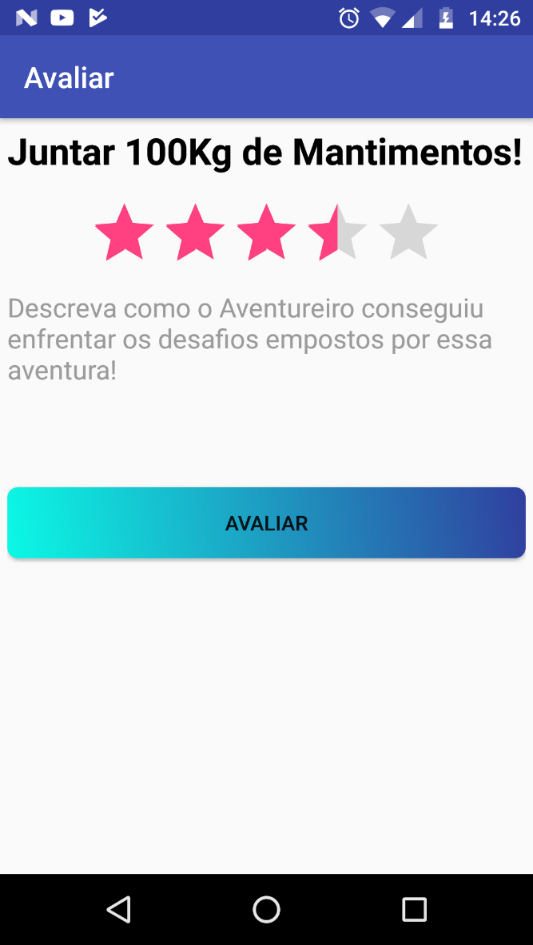 14:26
Avaliar
Juntar 100Kg de Mantimentos!
Descreva como o Aventureiro conseguiu
enfrentar os desafios empostos por essa
aventura!
AVALIAR